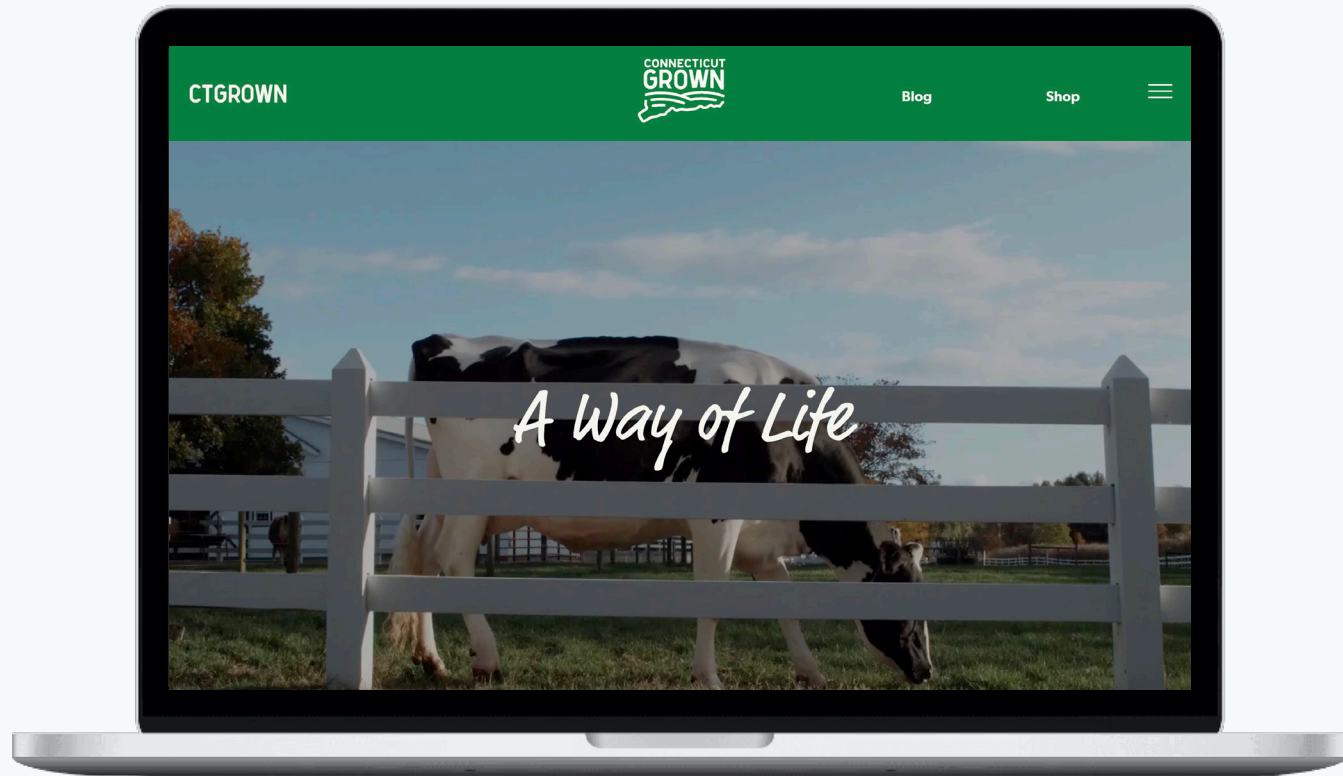 CTGROWN
CONNECTICUT
GROWN
Blog
Shop
A Way of Life